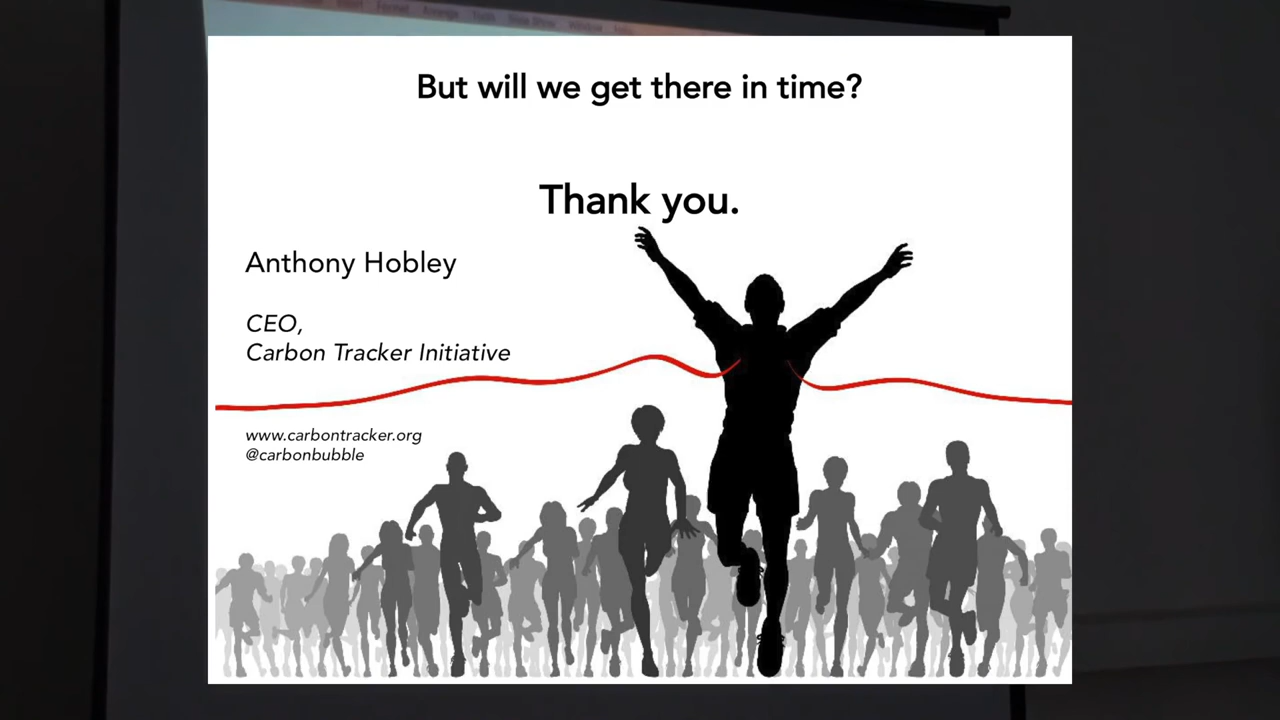 But will we get there in time?
Thank you.
Anthony Hobley
CEO,
Carbon Tracker Initiative
www.carbontracker.org
@carbonbubble